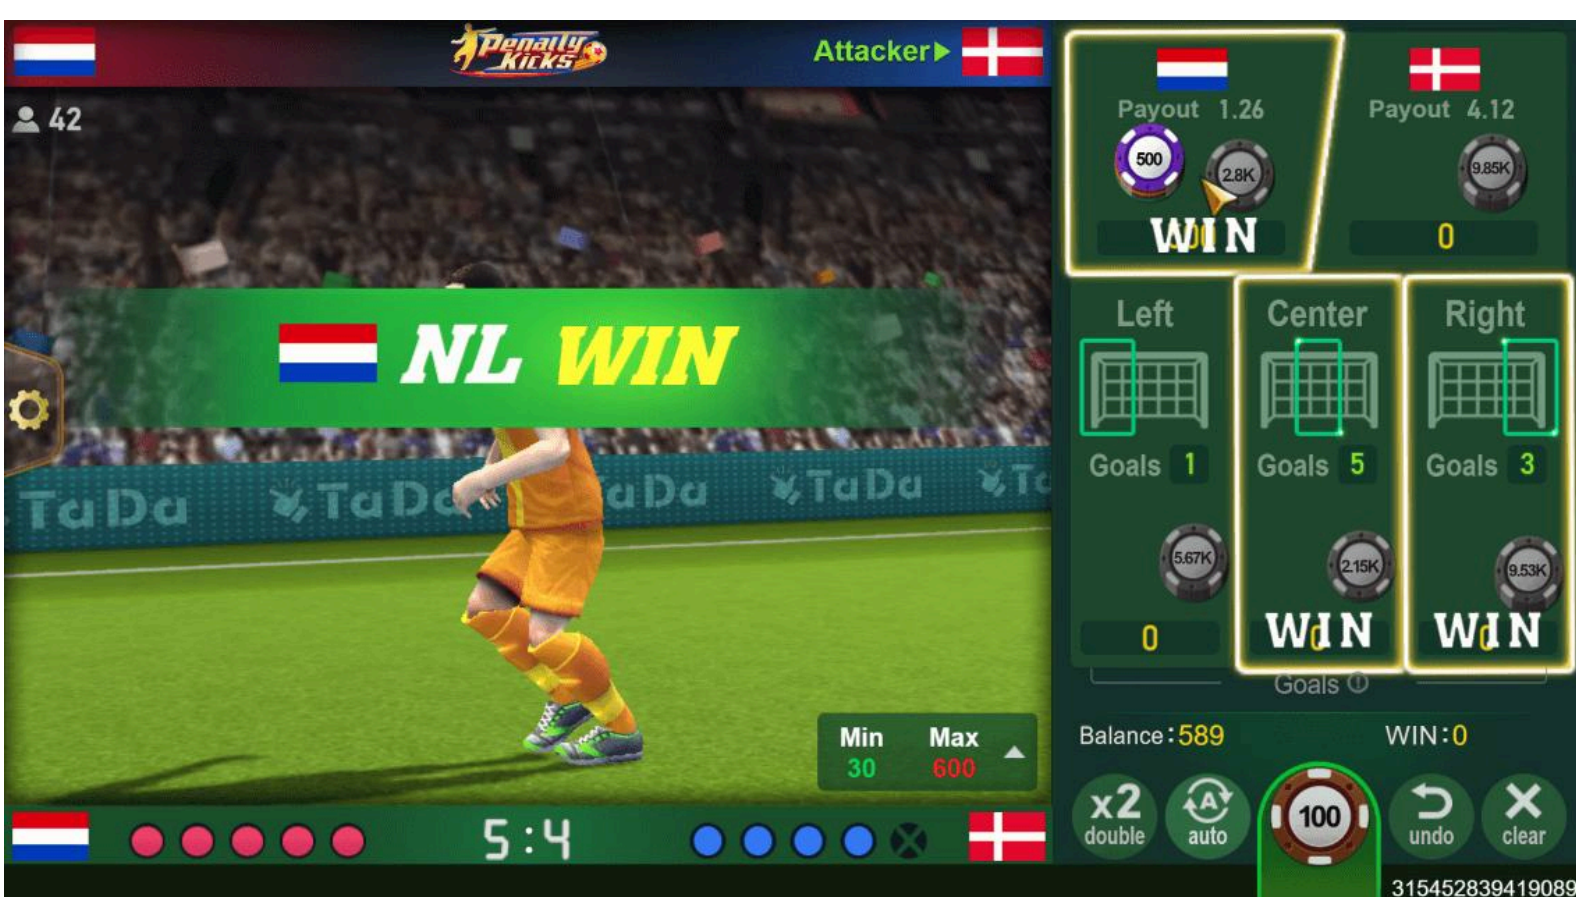 Penalty
Kicks
Attacker
42
NL WIN
TaDa TaDa TaDa TaDa
Min Max
30 600
5:4
Payout 1.26
500 2.8K
WIN
Payout 4.12
9.85K
0
Left Center Right
Goals 1 Goals 5 Goals 3
5.67K 2.15K 9.53K
0 WIN WIN
Goals
Balance:589 WIN:0
x2
double
A
auto
100
undo
clear
315452839419089